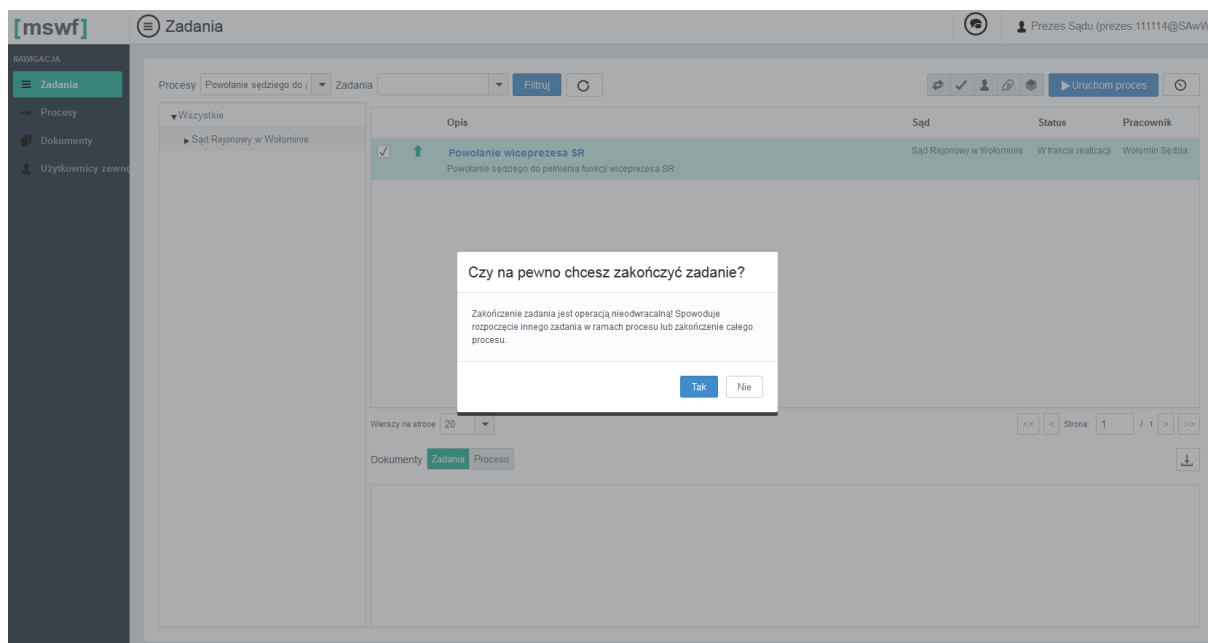 [mswf]
Zadania
Prezes Sądu (prezes:111114@SAwW
NAWIGACJA
Zadania
Procesy
Dokumenty
Użytkownicy zewnę
Procesy Powołanie sędziego do p Zadania Filtruj Uruchom proces
Wszystkie
Sąd Rejonowy w Wołominie
Opis Sąd Status Pracownik
Powołanie wiceprezesa SR Sąd Rejonowy w Wołominie W trakcie realizacji Wołomin Sędzia
Powołanie sędziego do pełnienia funkcji wiceprezesa SR
Czy na pewno chcesz zakończyć zadanie?
Zakończenie zadania jest operacją nieodwracalną! Spowoduje
rozpoczęcie innego zadania w ramach procesu lub zakończenie całego
procesu.
Tak Nie
Wierszy na stronę 20 << < Strona: 1 / 1 > >>
Dokumenty Zadania Procesu